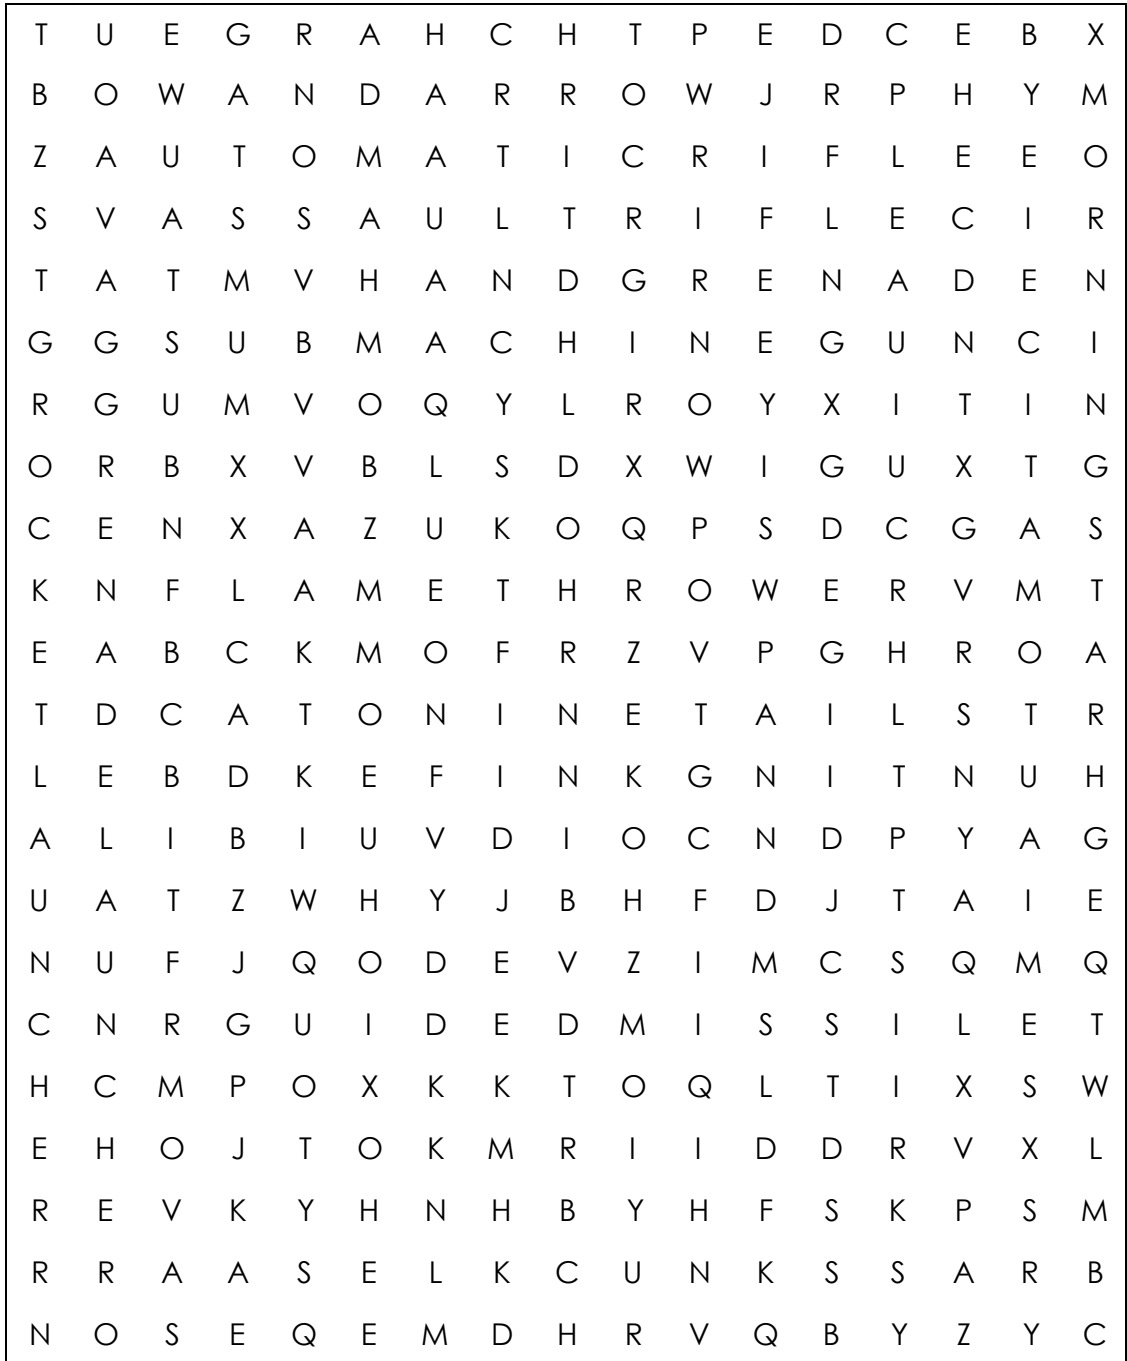 T U E G R A H C H T P E D C E B X
B O W A N D A R R O W J R P H Y M
Z A U T O M A T I C R I F L E E O
S V A S S A U L T R I F L E C I R
T A T M V H A N D G R E N A D E N
G G S U B M A C H I N E G U N C I
R G U M V O Q Y L R O Y X I T I N
O R B X V B L S D X W I G U X T G
C E N X A Z U K O Q P S D C G A S
K N F L A M E T H R O W E R V M T
E A B C K M O F R Z V P G H R O A
T D C A T O N I N E T A I L S T R
L E B D K E F I N K G N I T N U H
A L I B I U V D I O C N D P Y A G
U A T Z W H Y J B H F D J T A I E
N U F J Q O D E V Z I M C S Q M Q
C N R G U I D E D M I S S I L E T
H C M P O X K K T O Q L T I X S W
E H O J T O K M R I I D D R V X L
R E V K Y H N H B Y H F S K P S M
R R A A S E L K C U N K S S A R B
N O S E Q E M D H R V Q B Y Z Y C